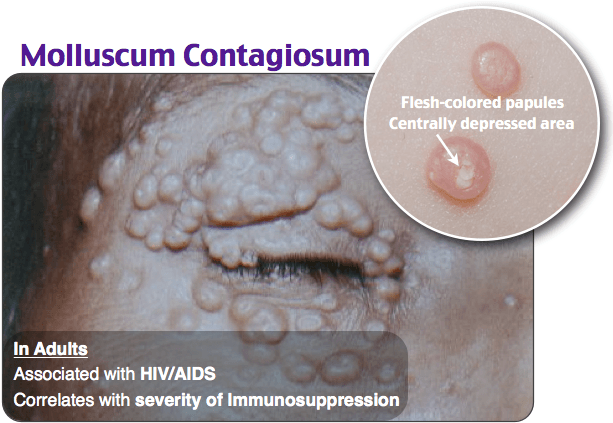 Molluscum Contagiosum
Flesh-colored papules
Centrally depressed area
In Adults
Associated with HIV/AIDS
Correlates with severity of Immunosuppression